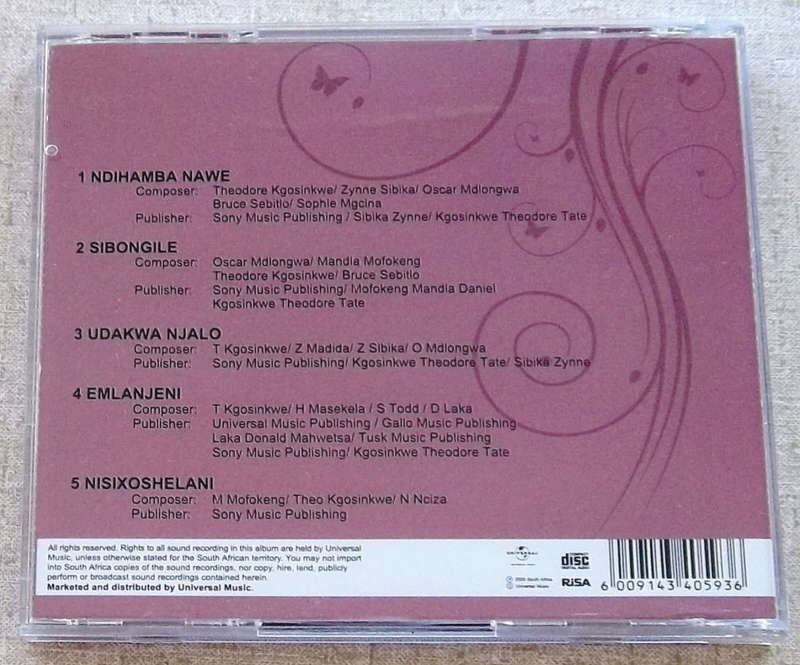 1 NDIHAMBA NAWE
Composer: Theodore Kgosinkwe/ Zynne Sibika/ Oscar Mdlongwa
Bruce Sebitlo/ Sophie Mgcina
Publisher: Sony Music Publishing / Sibika Zynne/ Kgosinkwe Theodore Tate
2 SIBONGILE
Composer: Oscar Mdlongwa/ Mandla Mofokeng
Theodore Kgosinkwe/ Bruce Sebitlo
Publisher: Sony Music Publishing/ Mofokeng Mandla Daniel
Kgosinkwe Theodore Tate
3 UDAKWA NJALO
Composer: T Kgosinkwe/ Z Madida/ Z Sibika/ O Mdlongwa
Publisher: Sony Music Publishing/ Kgosinkwe Theodore Tate/ Sibika Zynne
4 EMLANJENI
Composer: T Kgosinkwe/ H Masekela / S Todd / D Laka
Publisher: Universal Music Publishing / Gallo Music Publishing
Laka Donald Mahwetsa/ Tusk Music Publishing
Sony Music Publishing/ Kgosinkwe Theodore Tate
5 NISIXOSHELANI
Composer: M Mofokeng/ Theo Kgosinkwe/ N Nciza
Publisher: Sony Music Publishing
All rights reserved. Rights to all sound recording in this album are held by Universal
Music, unless otherwise stated for the South African territory. You may not import
into South Africa copies of the sound recordings, nor copy, hire, lend, publicly
perform or broadcast sound recordings contained herein.
Marketed and distributed by Universal Music.
UNIVERSAL
South Africa
Universal Music
COMPACT
disc
DIGITAL AUDIO
RiSA
6 009143 405936